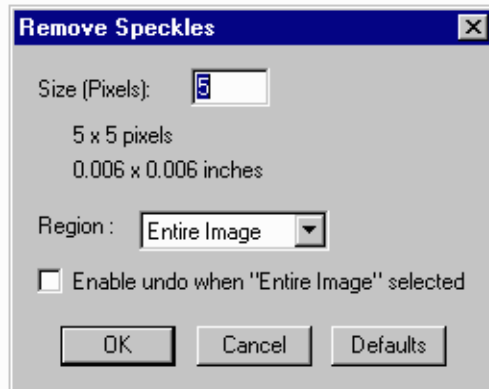 Remove Speckles
Size (Pixels): 5
5 x 5 pixels
0.006 x 0.006 inches
Region : Entire Image
Enable undo when "Entire Image" selected
OK Cancel Defaults